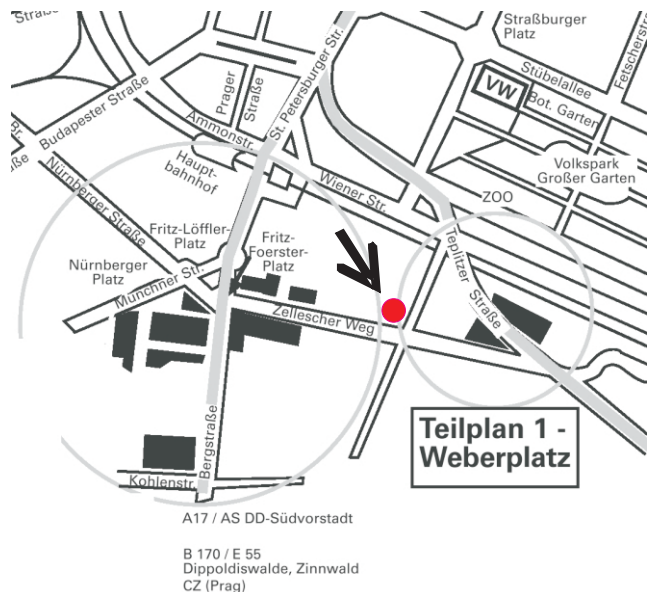 Straße
Straßburger
Platz
Fetscherstr.
Stübelallee
VW
Bot. Garten
St. Petersburger Str.
Prager
Straße
Budapester Straße
Ammonstr.
Br.
aße
Haupt-
bahnhof
Volkspark
Großer Garten
Wiener Str.
ZOO
Nürnberger Straße
Fritz-Löffler-
Platz
Fritz-
Foerster-
Platz
Teplitzer
Straße
Nürnberger
Platz
Münchner Str.
Zellescher Weg
Bergstraße
Teilplan 1 -
Weberplatz
Kohlenstr.
A17 / AS DD-Südvorstadt
B 170 / E 55
Dippoldiswalde, Zinnwald
CZ (Prag)